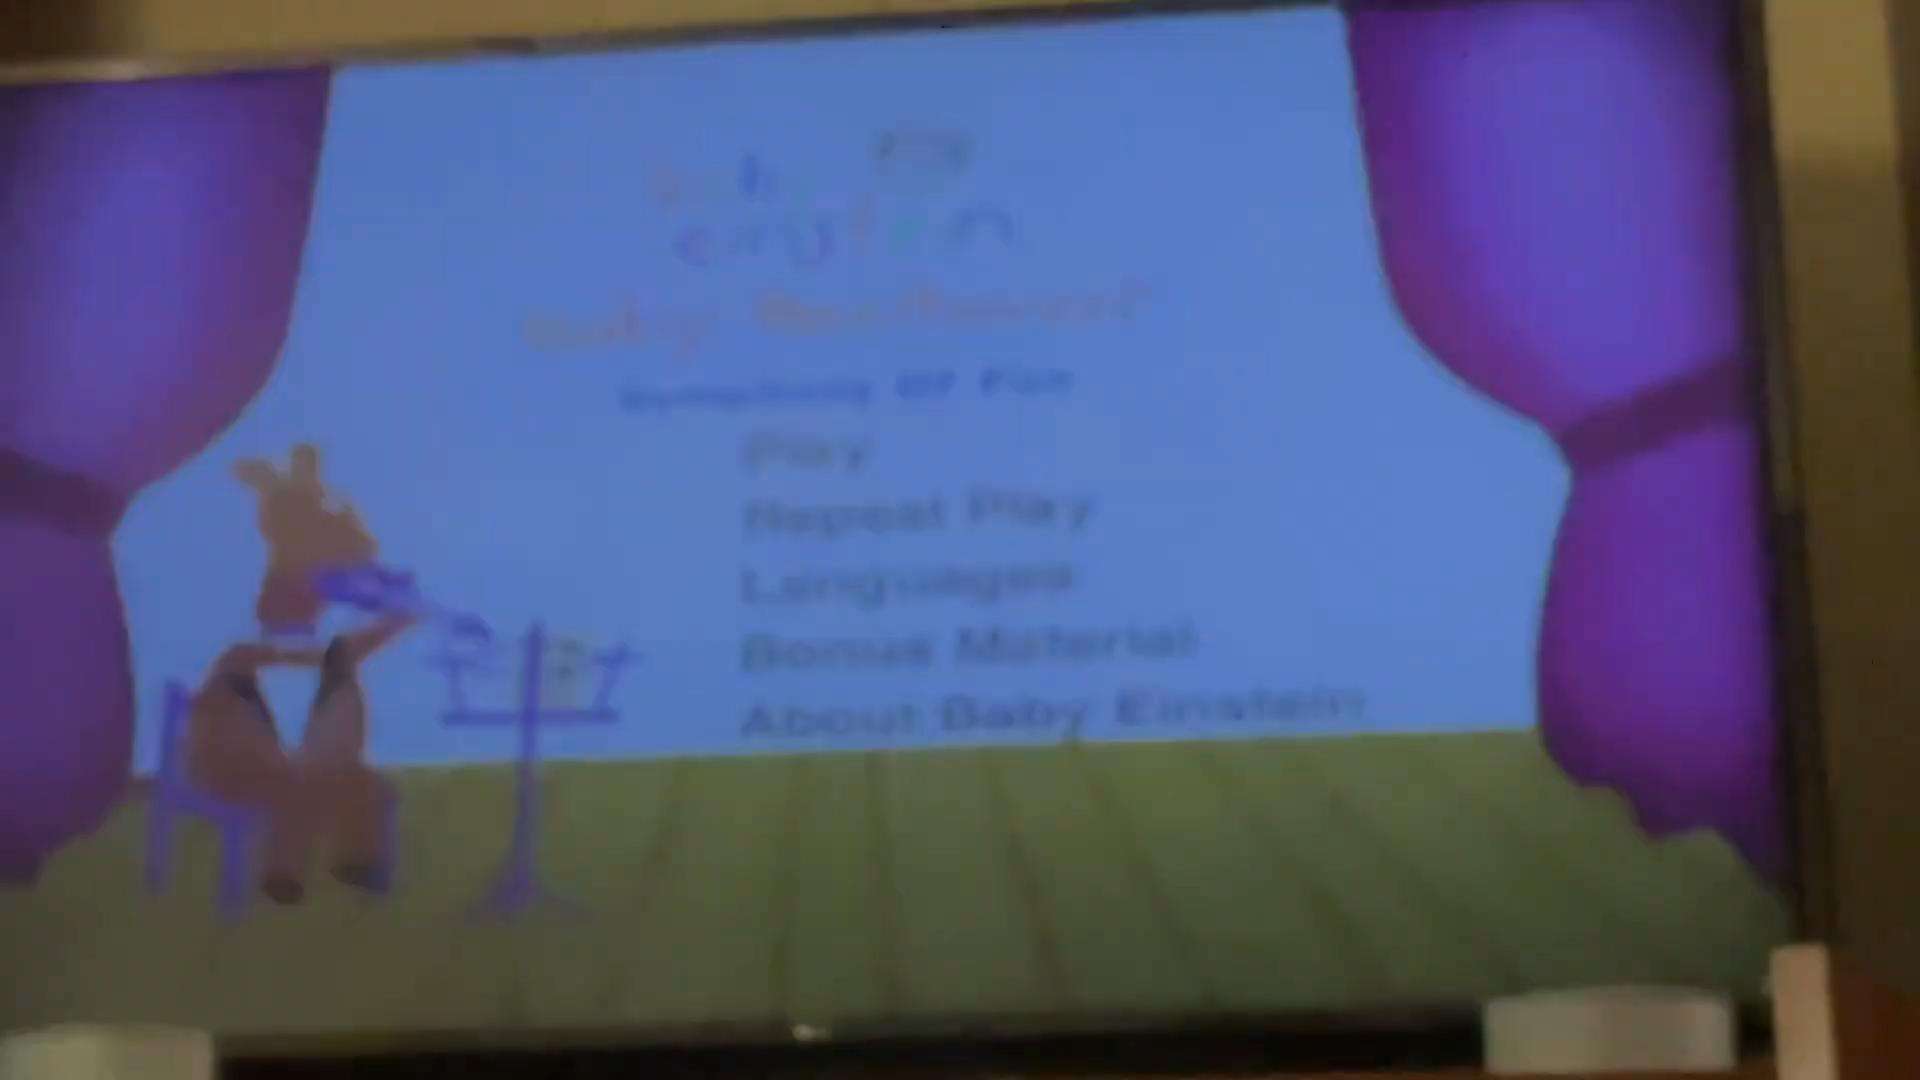 baby
einstein
Baby Beethoven
Symphony Of Fun
Play
Repeat Play
Languages
Bonus Material
About Baby Einstein